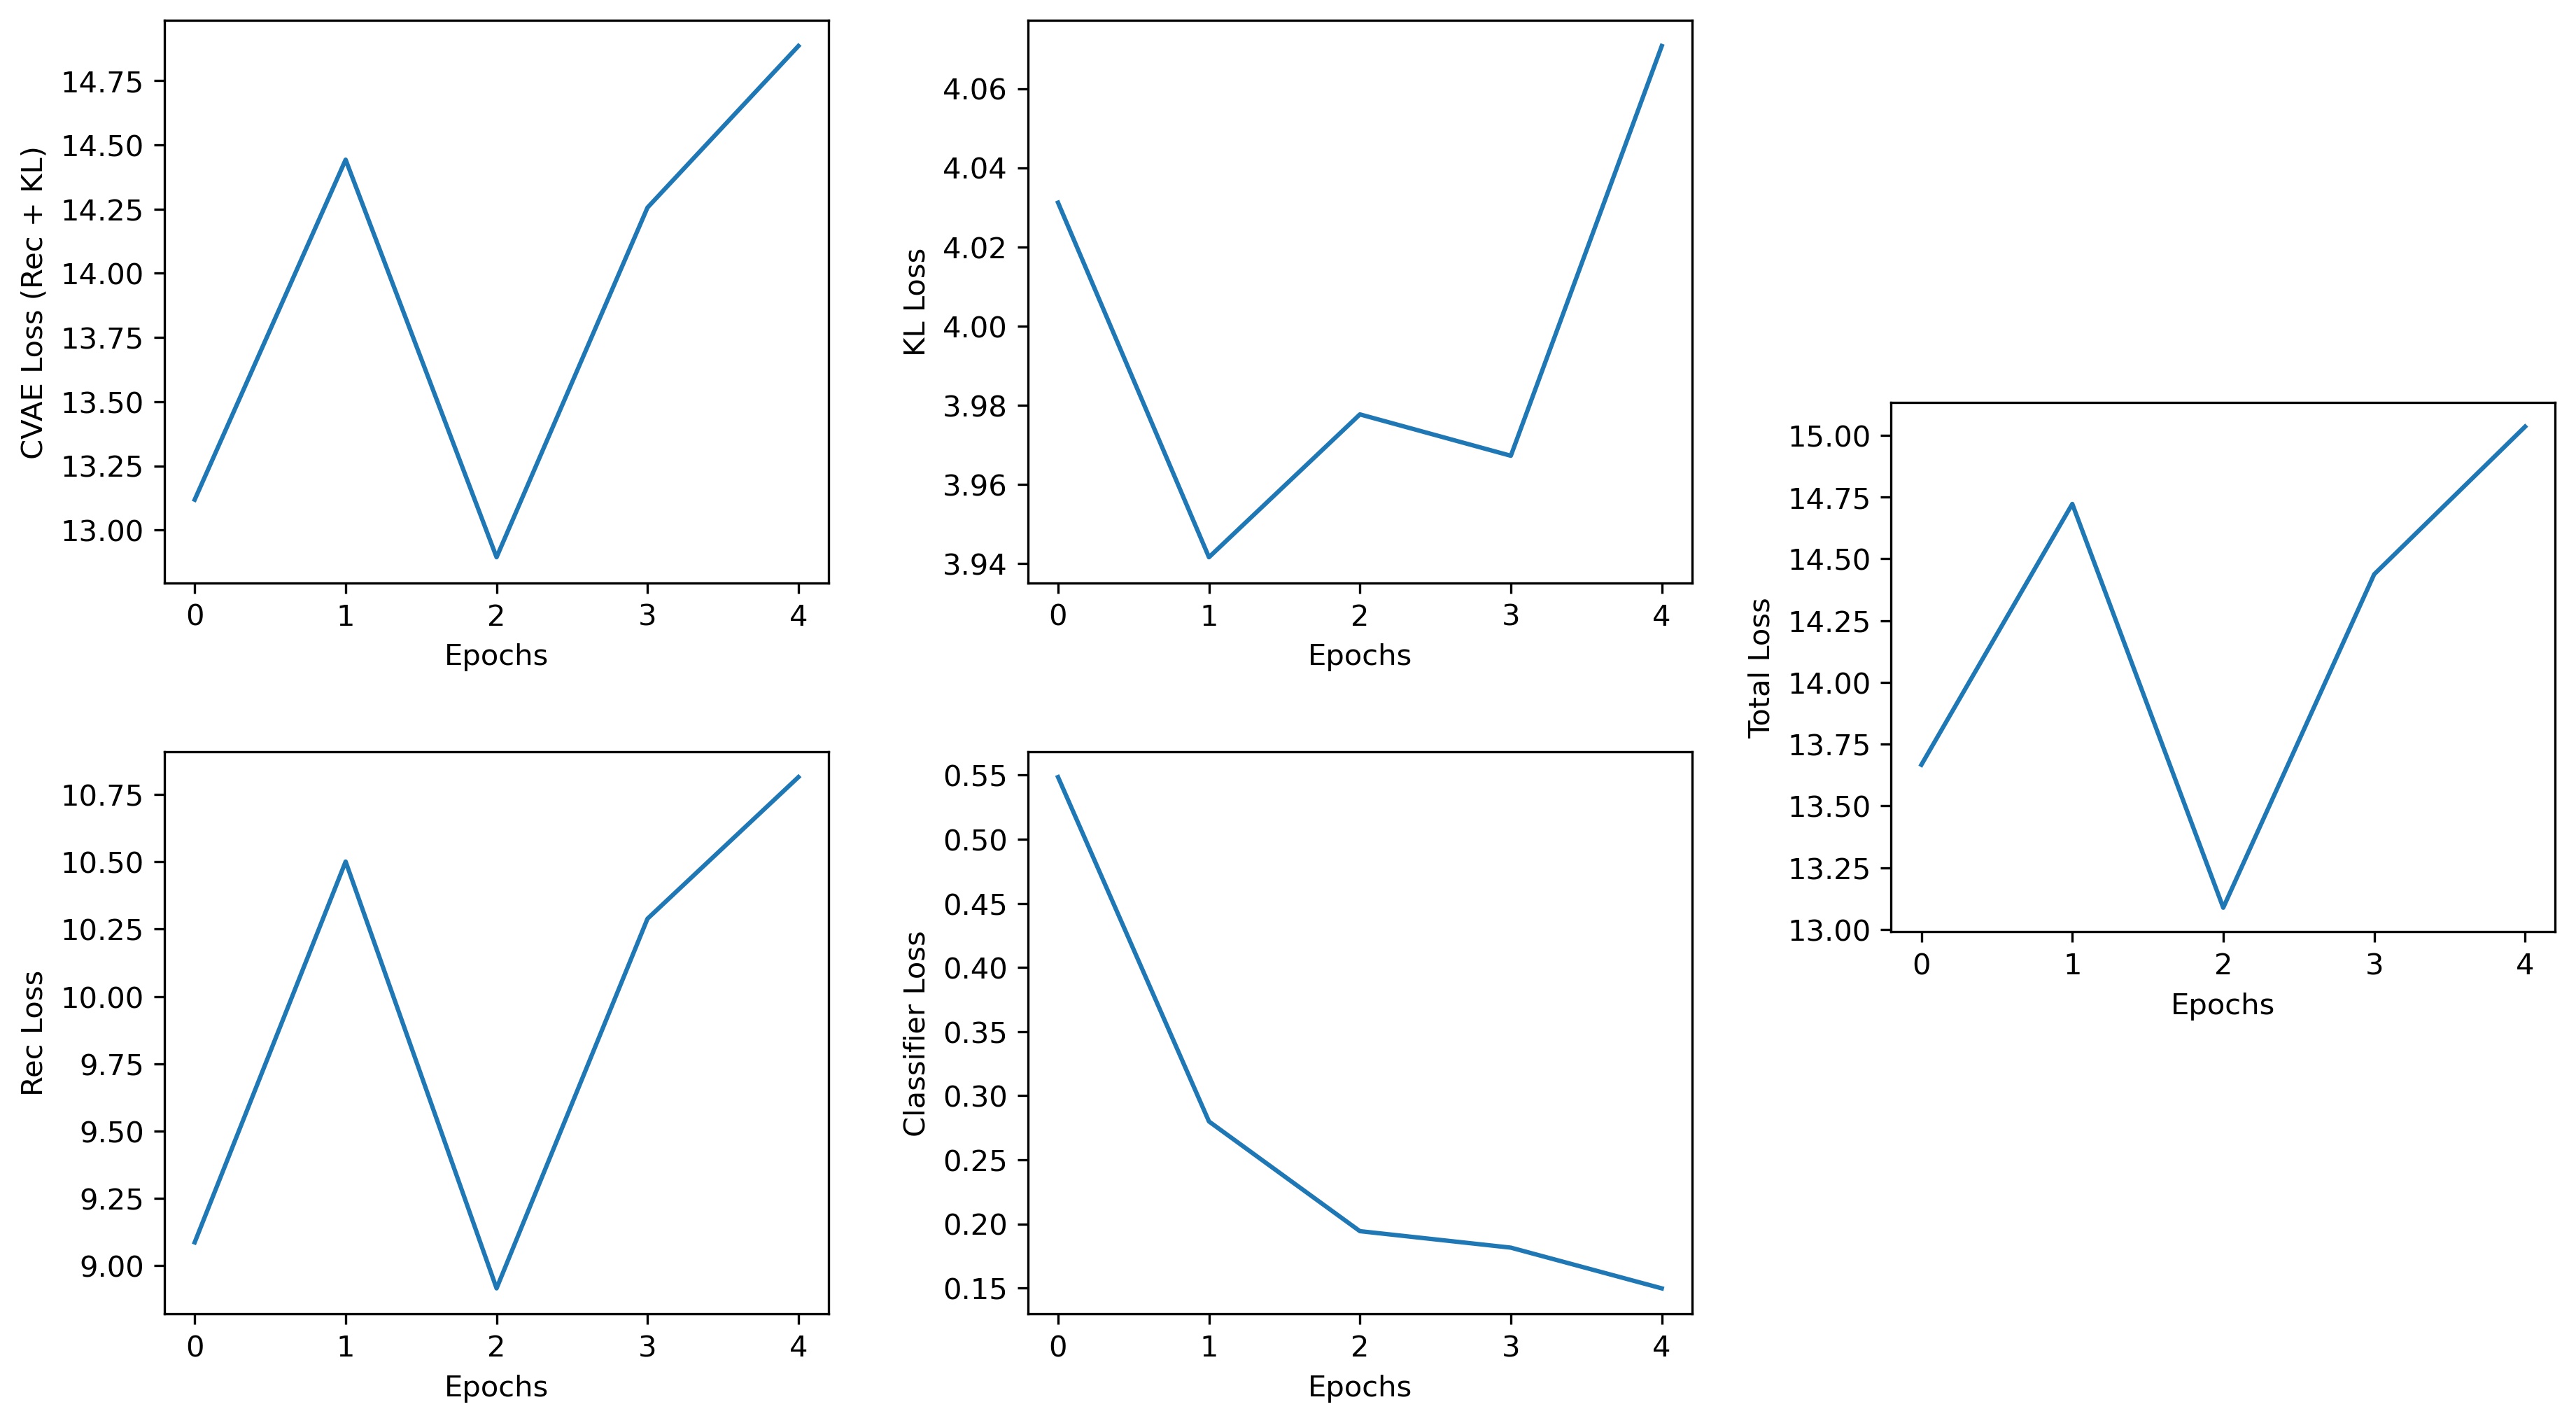 CVAE Loss (Rec + KL)
14.75
14.50
14.25
14.00
13.75
13.50
13.25
13.00
0 1 2 3 4
Epochs
KL Loss
4.06
4.04
4.02
4.00
3.98
3.96
3.94
0 1 2 3 4
Epochs
Rec Loss
10.75
10.50
10.25
10.00
9.75
9.50
9.25
9.00
0 1 2 3 4
Epochs
Classifier Loss
0.55
0.50
0.45
0.40
0.35
0.30
0.25
0.20
0.15
0 1 2 3 4
Epochs
Total Loss
15.00
14.75
14.50
14.25
14.00
13.75
13.50
13.25
13.00
0 1 2 3 4
Epochs